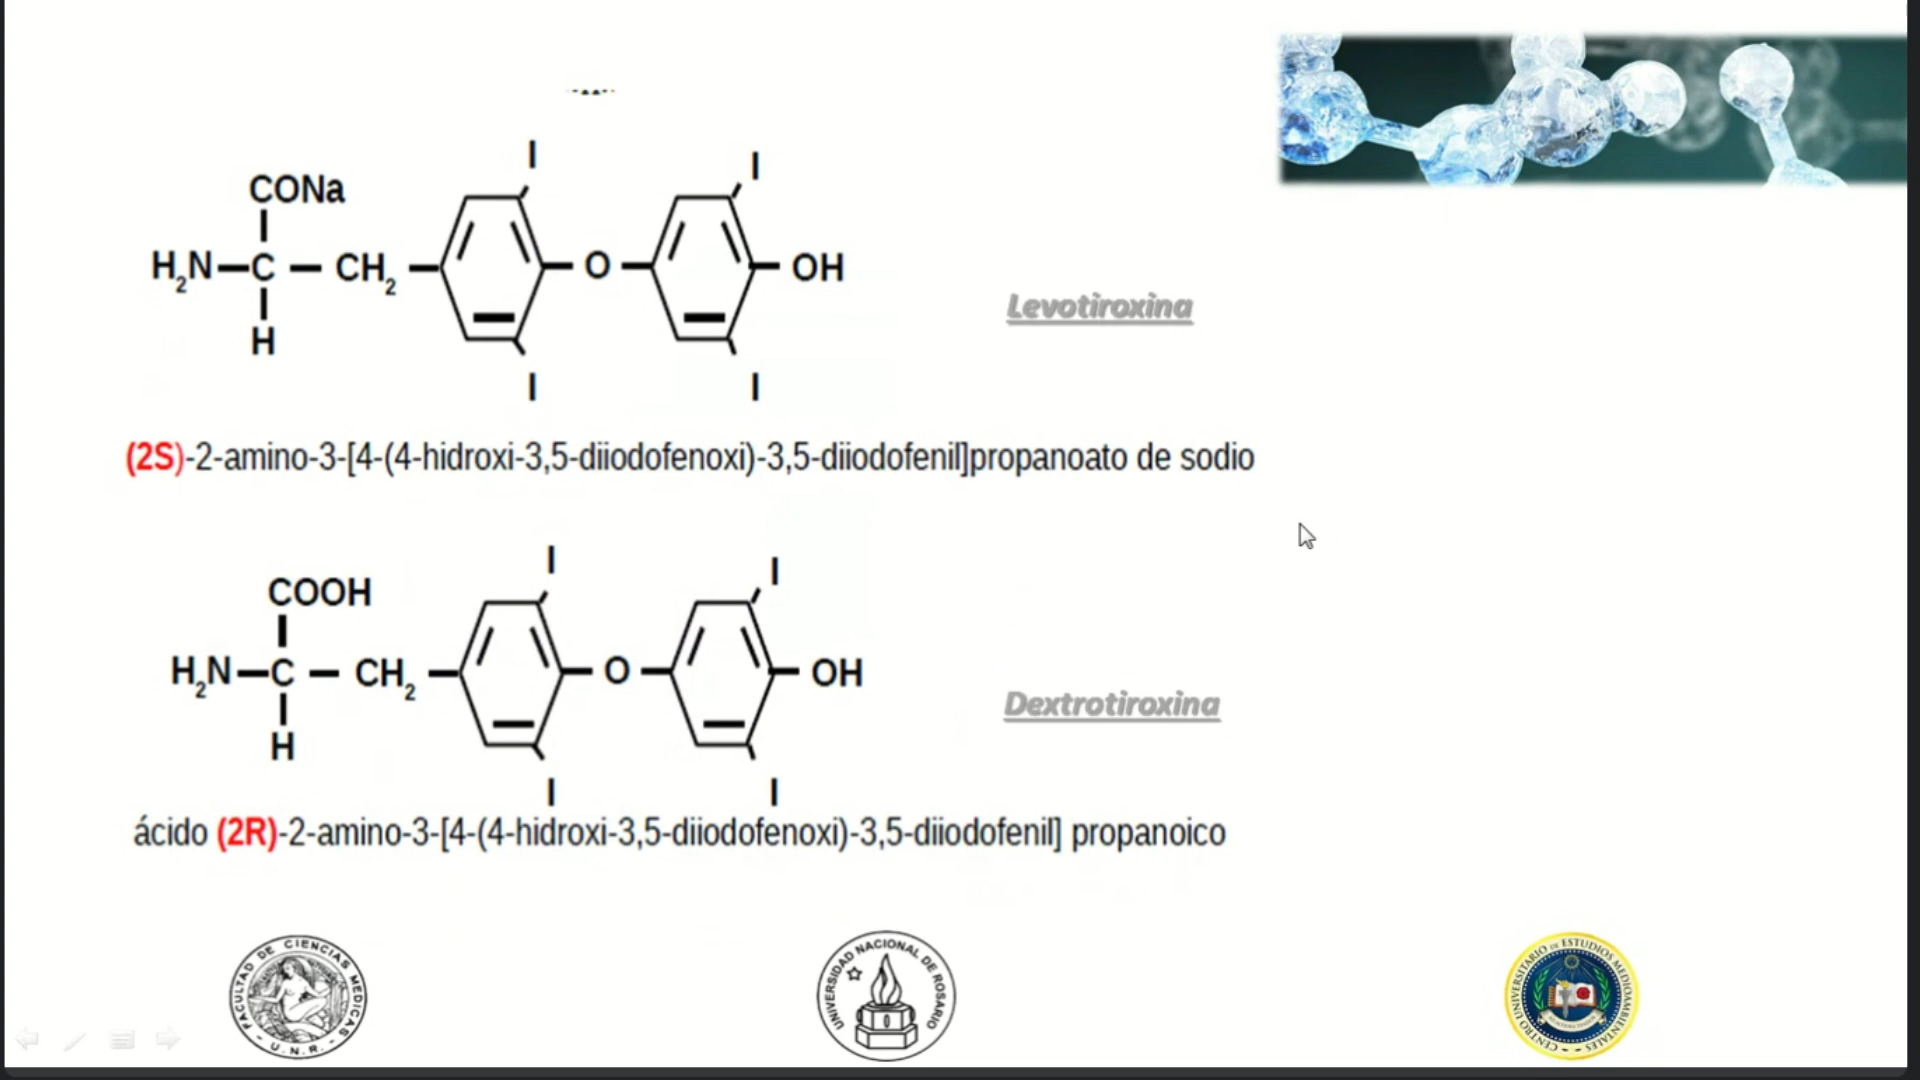 I
I
CONa
H₂N-C-CH₂
O
OH
H
I
I
Levotiroxina
(2S)-2-amino-3-[4-(4-hidroxi-3,5-diiodofenoxi)-3,5-diiodofenil]propanoato de sodio
I
I
COOH
H₂N-C-CH₂
O
OH
H
I
I
Dextrotiroxina
ácido (2R)-2-amino-3-[4-(4-hidroxi-3,5-diiodofenoxi)-3,5-diiodofenil] propanoico
FACULTAD DE CIENCIAS MEDICAS
- U.N.R. -
UNIVERSIDAD NACIONAL DE ROSARIO
CENTRO UNIVERSITARIO DE ESTUDIOS MEDIOAMBIENTALES